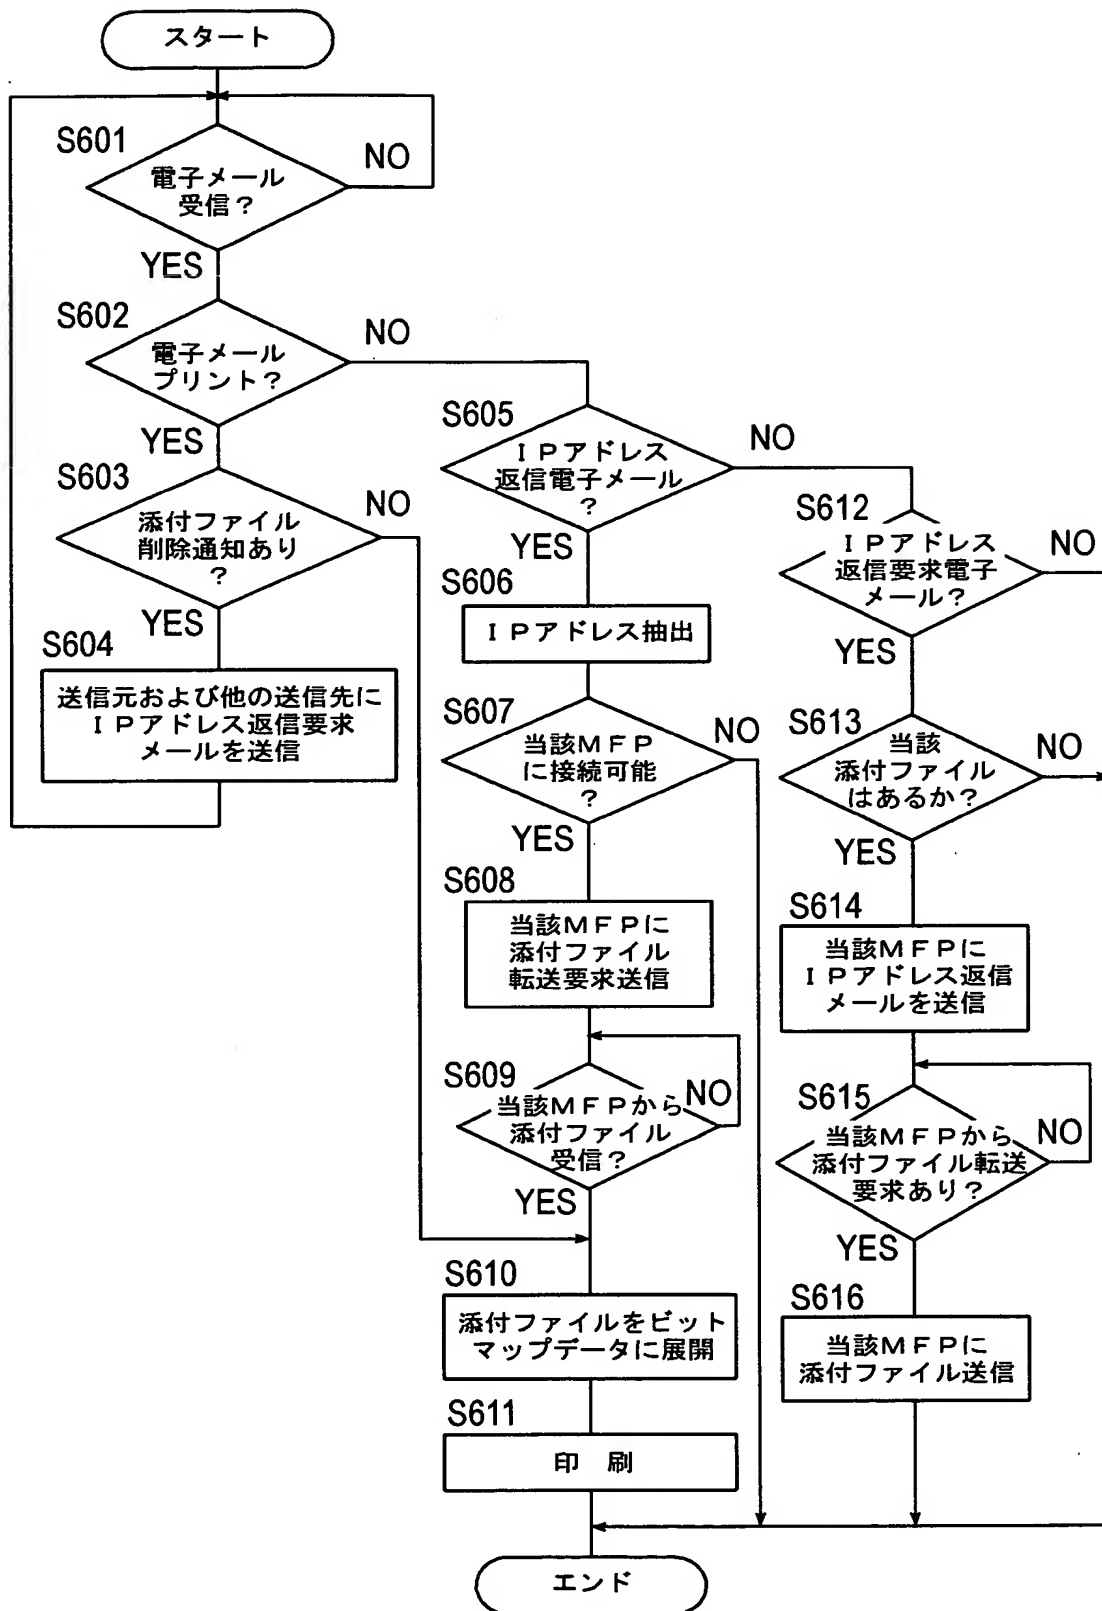 スタート
S601
電子メール
受信？
NO
YES
S602
電子メール
プリント？
NO
YES
S603
添付ファイル
削除通知あり
？
NO
YES
S604
送信元および他の送信先に
ＩＰアドレス返信要求
メールを送信
S605
ＩＰアドレス
返信電子メール
？
NO
YES
S606
ＩＰアドレス抽出
S607
当該ＭＦＰ
に接続可能
？
NO
YES
S608
当該ＭＦＰに
添付ファイル
転送要求送信
S609
当該ＭＦＰから
添付ファイル
受信？
NO
YES
S610
添付ファイルをビット
マップデータに展開
S611
印　刷
S612
ＩＰアドレス
返信要求電子
メール？
NO
YES
S613
当該
添付ファイル
はあるか？
NO
YES
S614
当該ＭＦＰに
ＩＰアドレス返信
メールを送信
S615
当該ＭＦＰから
添付ファイル転送
要求あり？
NO
YES
S616
当該ＭＦＰに
添付ファイル送信
エンド